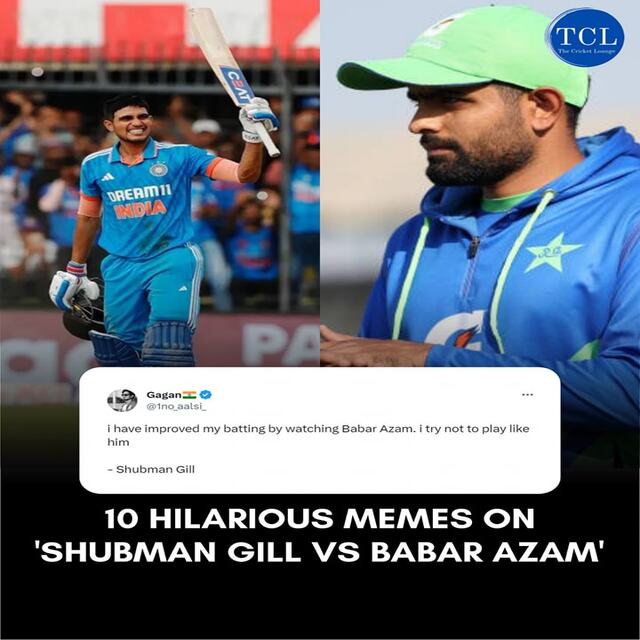 TCL
The Cricket Lounge
CEAT
DREAM11
INDIA
PA
Gagan
@1no_aalsi_
i have improved my batting by watching Babar Azam. i try not to play like
him
- Shubman Gill
10 HILARIOUS MEMES ON
'SHUBMAN GILL VS BABAR AZAM'